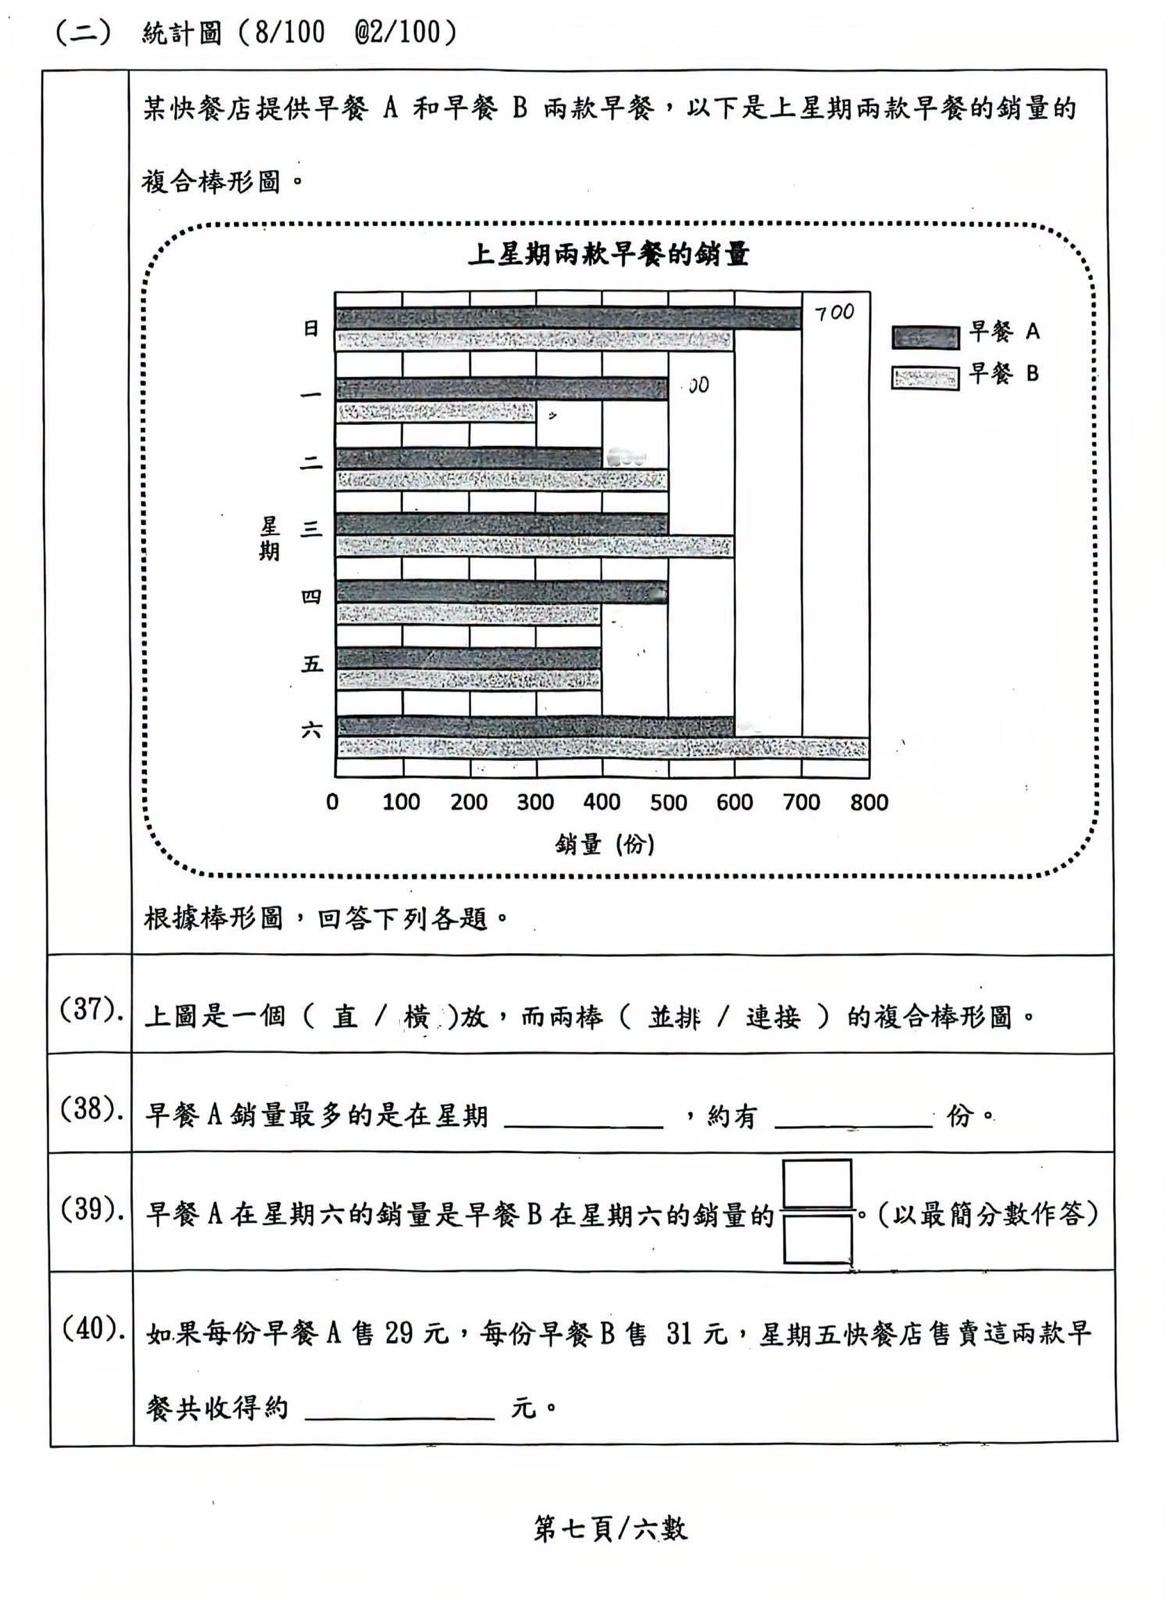 (二) 統計圖(8/100 @2/100)
某快餐店提供早餐 A 和早餐 B 兩款早餐，以下是上星期兩款早餐的銷量的
複合棒形圖。
上星期兩款早餐的銷量
日
700
早餐 A
早餐 B
一
00
二
三
星
期
四
五
六
0 100 200 300 400 500 600 700 800
銷量 (份)
根據棒形圖，回答下列各題。
(37). 上圖是一個 ( 直 / 橫 )放，而兩棒 ( 並排 / 連接 ) 的複合棒形圖。
(38). 早餐A銷量最多的是在星期 __________ ，約有 __________ 份。
(39). 早餐A在星期六的銷量是早餐B在星期六的銷量的 。(以最簡分數作答)
(40). 如果每份早餐A售 29 元，每份早餐B售 31 元，星期五快餐店售賣這兩款早
餐共收得約 ____________ 元。
第七頁/六數